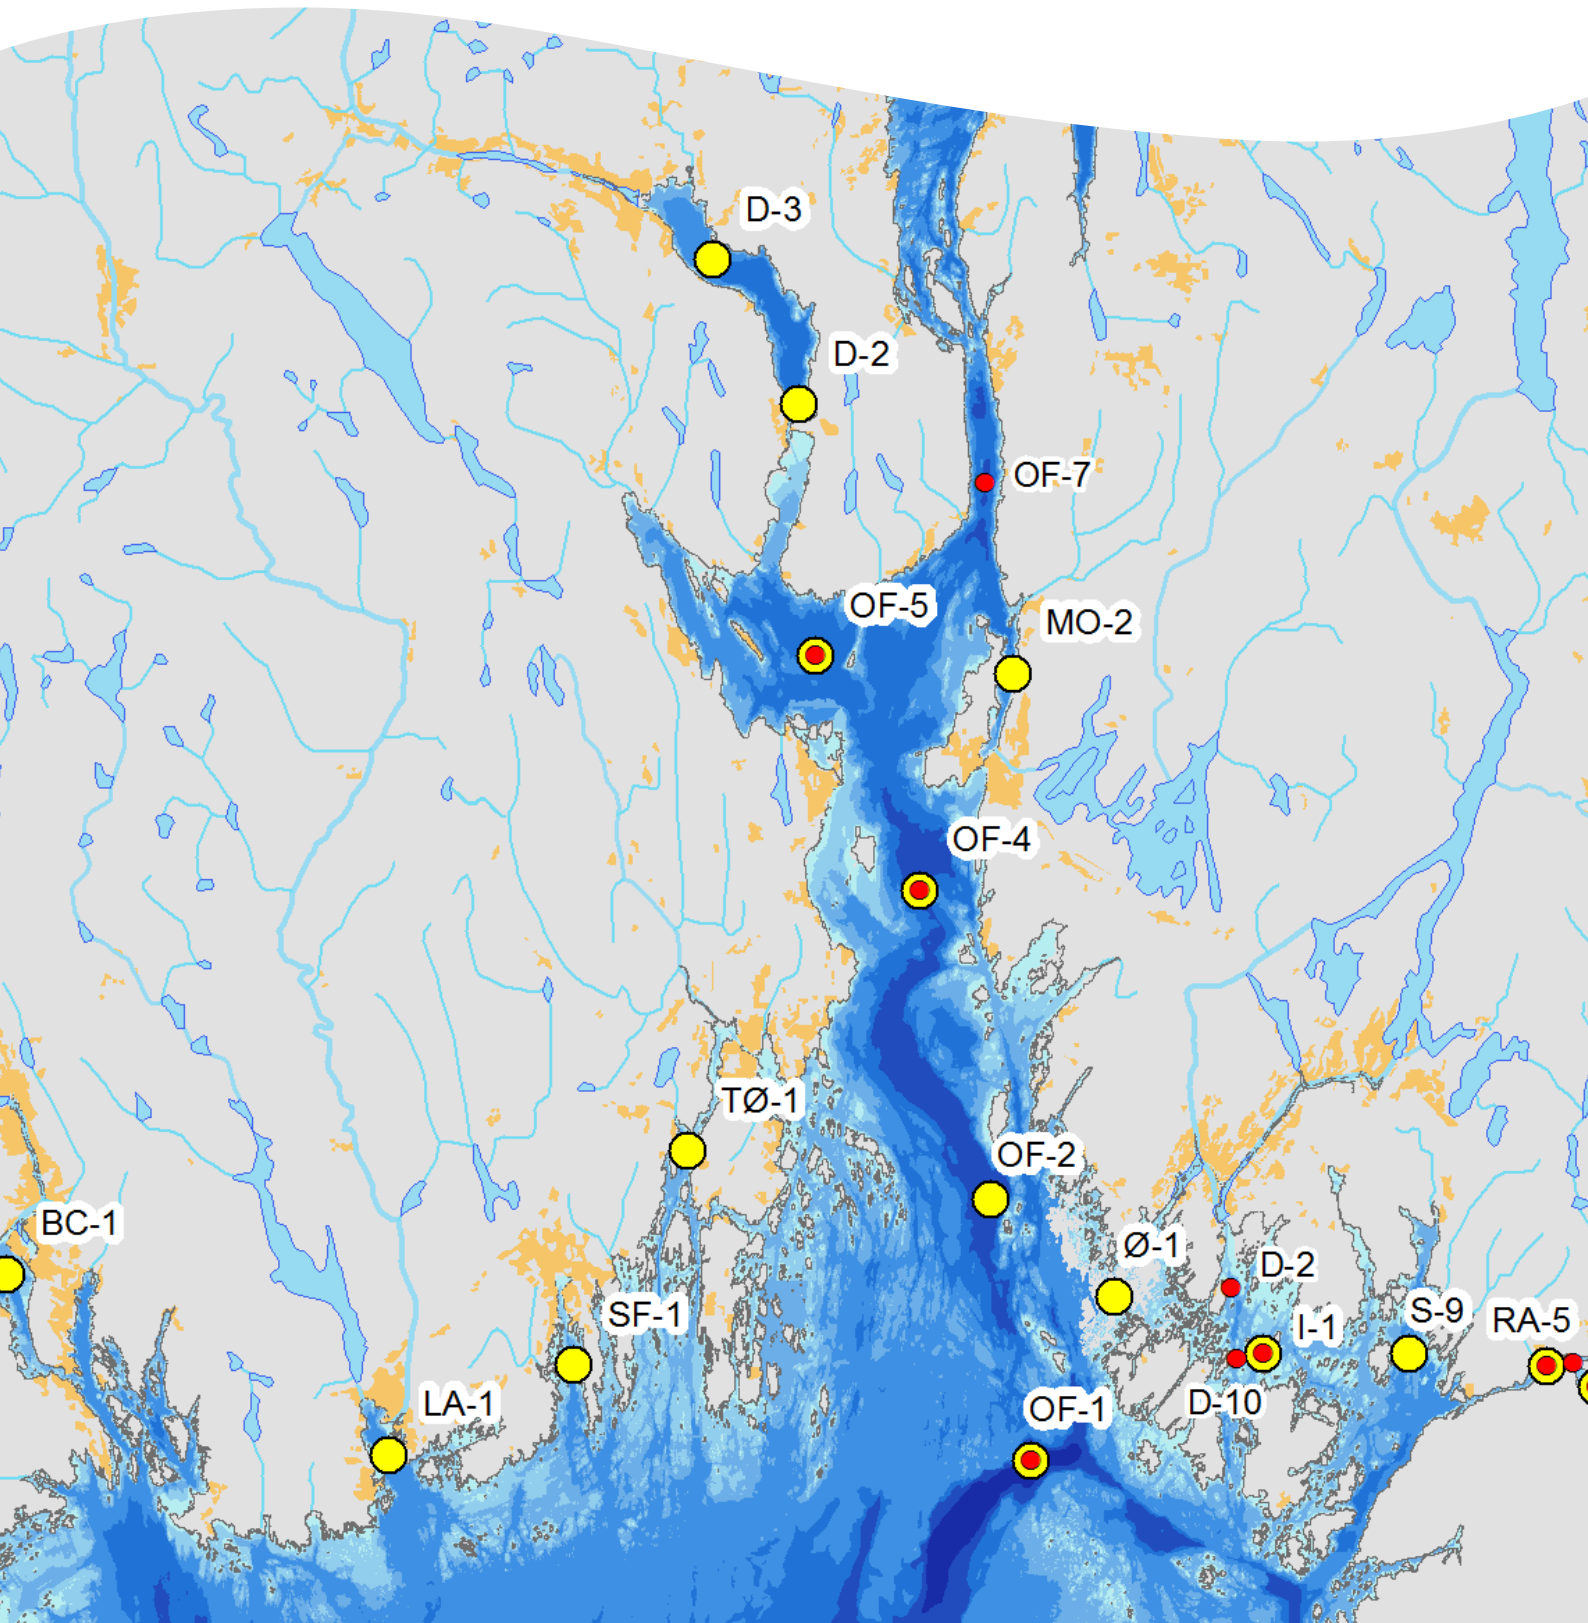 D-3
D-2
OF-7
OF-5
MO-2
OF-4
TØ-1
OF-2
BC-1
Ø-1
D-2
SF-1
I-1
S-9
RA-5
LA-1
D-10
OF-1